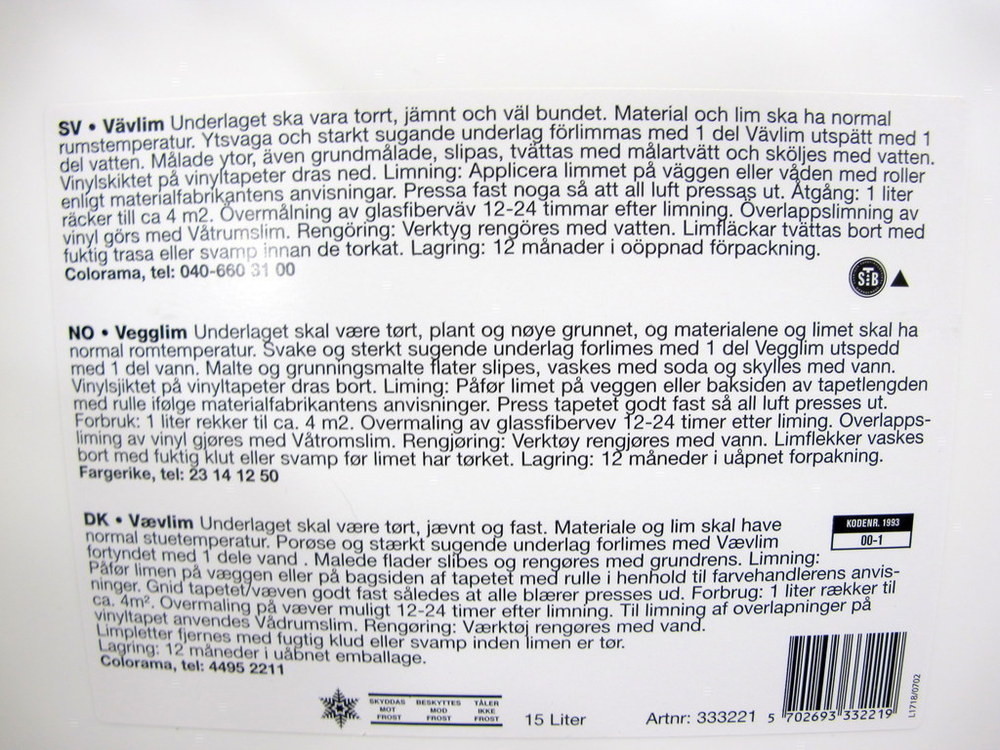 SV • Vävlim Underlaget ska vara torrt, jämnt och väl bundet. Material och lim ska ha normal
rumstemperatur. Ytsvaga och starkt sugande underlag förlimmas med 1 del Vävlim utspätt med 1
del vatten. Målade ytor, även grundmålade, slipas, tvättas med målartvätt och sköljes med vatten.
Vinylskiktet på vinyltapeter dras ned. Limning: Applicera limmet på väggen eller våden med roller
enligt materialfabrikantens anvisningar. Pressa fast noga så att all luft pressas ut. Åtgång: 1 liter
räcker till ca 4 m2. Övermålning av glasfiberväv 12-24 timmar efter limning. Överlappslimning av
vinyl görs med Våtrumslim. Rengöring: Verktyg rengöres med vatten. Limfläckar tvättas bort med
fuktig trasa eller svamp innan de torkat. Lagring: 12 månader i oöppnad förpackning.
Colorama, tel: 040-660 31 00
STB
NO • Vegglim Underlaget skal være tørt, plant og nøye grunnet, og materialene og limet skal ha
normal romtemperatur. Svake og sterkt sugende underlag forlimes med 1 del Vegglim utspedd
med 1 del vann. Malte og grunningsmalte flater slipes, vaskes med soda og skylles med vann.
Vinylsjiktet på vinyltapeter dras bort. Liming: Påfør limet på veggen eller baksiden av tapetlengden
med rulle ifølge materialfabrikantens anvisninger. Press tapetet godt fast så all luft presses ut.
Forbruk: 1 liter rekker til ca. 4 m2. Overmaling av glassfibervev 12-24 timer etter liming. Overlapps-
liming av vinyl gjøres med Våtromslim. Rengjøring: Verktøy rengjøres med vann. Limflekker vaskes
bort med fuktig klut eller svamp før limet har tørket. Lagring: 12 måneder i uåpnet forpakning.
Fargerike, tel: 23 14 12 50
DK • Vævlim Underlaget skal være tørt, jævnt og fast. Materiale og lim skal have
normal stuetemperatur. Porøse og stærkt sugende underlag forlimes med Vævlim
fortyndet med 1 dele vand . Malede flader slibes og rengøres med grundrens. Limning:
Påfør limen på væggen eller på bagsiden af tapetet med rulle i henhold til farvehandlerens anvis-
ninger. Gnid tapetet/væven godt fast således at alle blærer presses ud. Forbrug: 1 liter rækker til
ca. 4m². Overmaling på væver muligt 12-24 timer efter limning. Til limning af overlapninger på
vinyltapet anvendes Vådrumslim. Rengøring: Værktøj rengøres med vand.
Limpletter fjernes med fugtig klud eller svamp inden limen er tør.
Lagring: 12 måneder i uåbnet emballage.
Colorama, tel: 4495 2211
KODENR. 1993
00-1
SKYDDAS MOT FROST
BESKYTTES MOD FROST
TÅLER IKKE FROST
15 Liter
Artnr: 333221
5 702693 332219
L1718/0702